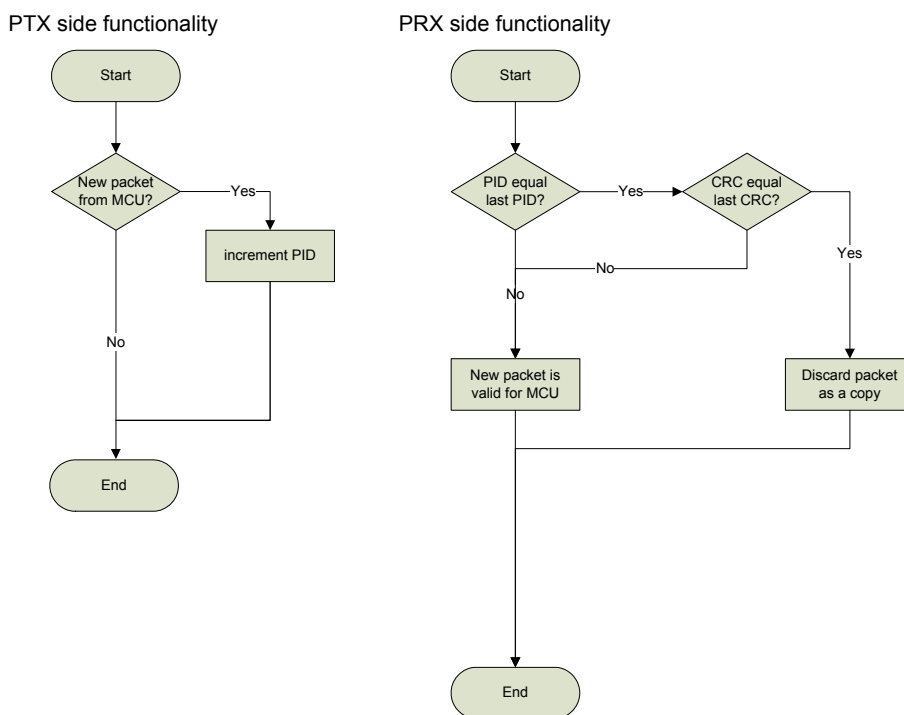 PTX side functionality
Start
New packet
from MCU?
Yes
increment PID
No
End
PRX side functionality
Start
PID equal
last PID?
Yes
CRC equal
last CRC?
No
Yes
No
New packet is
valid for MCU
Discard packet
as a copy
End